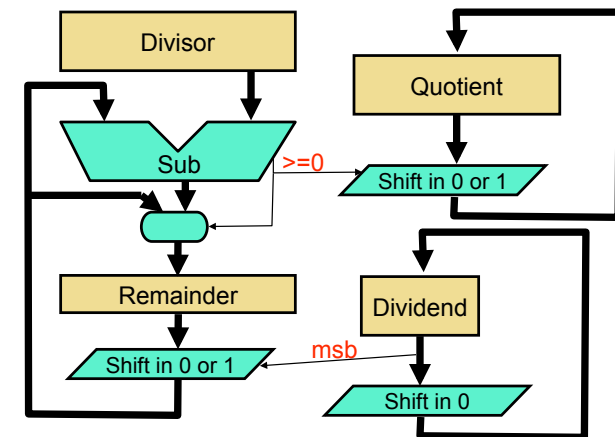 Divisor
Quotient
Sub
>=0
Shift in 0 or 1
Remainder
Dividend
msb
Shift in 0 or 1
Shift in 0